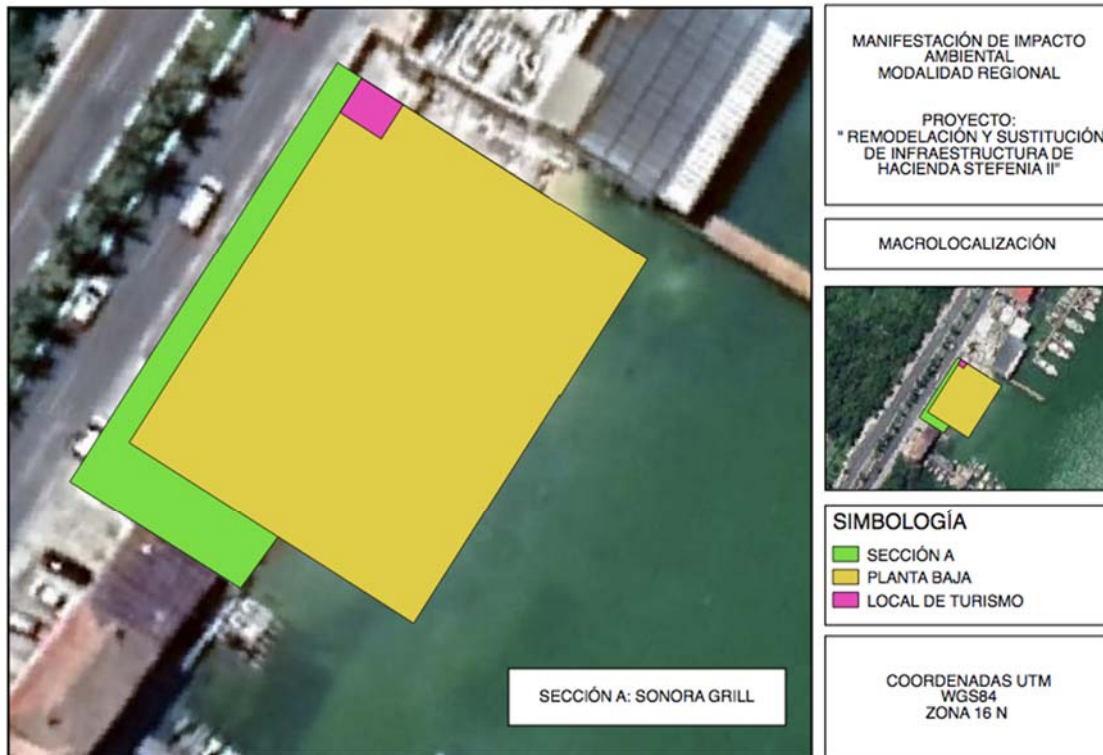 MANIFESTACIÓN DE IMPACTO
AMBIENTAL
MODALIDAD REGIONAL
PROYECTO:
" REMODELACIÓN Y SUSTITUCIÓN
DE INFRAESTRUCTURA DE
HACIENDA STEFENIA II"
MACROLOCALIZACIÓN
SIMBOLOGÍA
SECCIÓN A
PLANTA BAJA
LOCAL DE TURISMO
SECCIÓN A: SONORA GRILL
COORDENADAS UTM
WGS84
ZONA 16 N